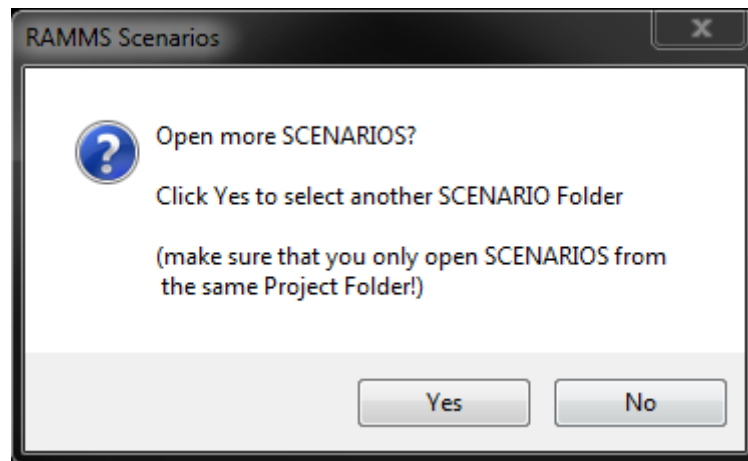 RAMMS Scenarios
Open more SCENARIOS?
Click Yes to select another SCENARIO Folder
(make sure that you only open SCENARIOS from
the same Project Folder!)
Yes
No